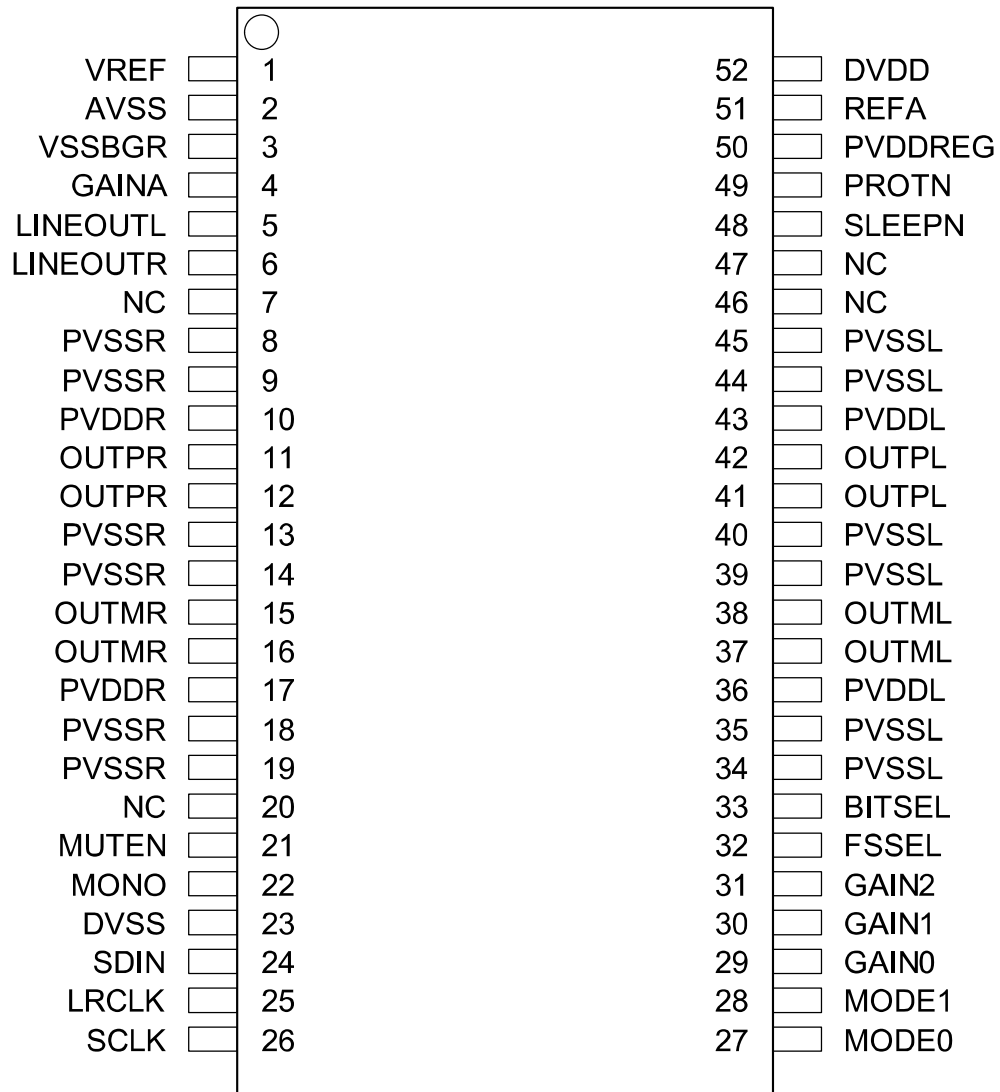 VREF 1 52 DVDD
AVSS 2 51 REFA
VSSBGR 3 50 PVDDREG
GAINA 4 49 PROTN
LINEOUTL 5 48 SLEEPN
LINEOUTR 6 47 NC
NC 7 46 NC
PVSSR 8 45 PVSSL
PVSSR 9 44 PVSSL
PVDDR 10 43 PVDDL
OUTPR 11 42 OUTPL
OUTPR 12 41 OUTPL
PVSSR 13 40 PVSSL
PVSSR 14 39 PVSSL
OUTMR 15 38 OUTML
OUTMR 16 37 OUTML
PVDDR 17 36 PVDDL
PVSSR 18 35 PVSSL
PVSSR 19 34 PVSSL
NC 20 33 BITSEL
MUTEN 21 32 FSSEL
MONO 22 31 GAIN2
DVSS 23 30 GAIN1
SDIN 24 29 GAIN0
LRCLK 25 28 MODE1
SCLK 26 27 MODE0